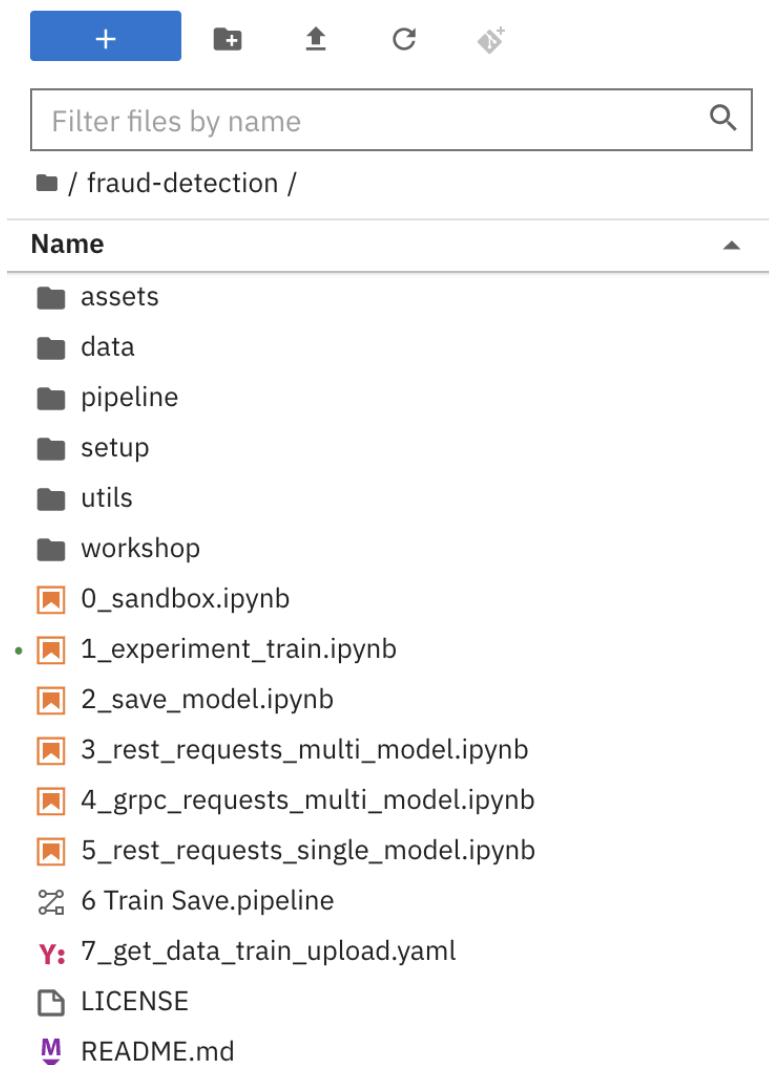 Filter files by name
/ fraud-detection /
Name
assets
data
pipeline
setup
utils
workshop
0_sandbox.ipynb
1_experiment_train.ipynb
2_save_model.ipynb
3_rest_requests_multi_model.ipynb
4_grpc_requests_multi_model.ipynb
5_rest_requests_single_model.ipynb
6 Train Save.pipeline
Y: 7_get_data_train_upload.yaml
LICENSE
M README.md